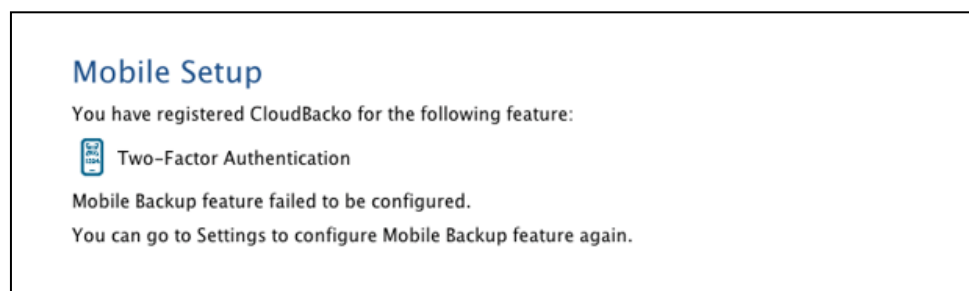 Mobile Setup
You have registered CloudBacko for the following feature:
Two-Factor Authentication
Mobile Backup feature failed to be configured.
You can go to Settings to configure Mobile Backup feature again.